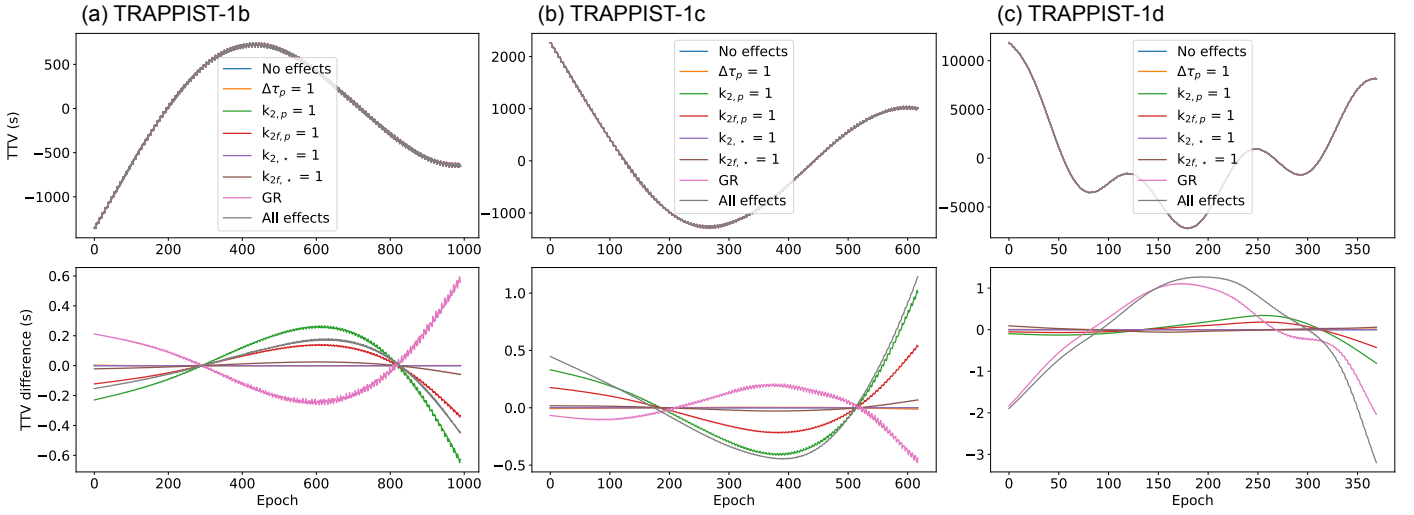 (a) TRAPPIST-1b
(b) TRAPPIST-1c
(c) TRAPPIST-1d
TTV (s)
500
0
−500
−1000
0 200 400 600 800 1000
No effects
Δτp = 1
k2,p = 1
k2f,p = 1
k2,⋆ = 1
k2f,⋆ = 1
GR
All effects
2000
1000
0
−1000
0 100 200 300 400 500 600
No effects
Δτp = 1
k2,p = 1
k2f,p = 1
k2,⋆ = 1
k2f,⋆ = 1
GR
All effects
10000
5000
0
−5000
0 50 100 150 200 250 300 350
No effects
Δτp = 1
k2,p = 1
k2f,p = 1
k2,⋆ = 1
k2f,⋆ = 1
GR
All effects
TTV difference (s)
0.6
0.4
0.2
0.0
−0.2
−0.4
−0.6
0 200 400 600 800 1000
Epoch
1.0
0.5
0.0
−0.5
0 100 200 300 400 500 600
Epoch
1
0
−1
−2
−3
0 50 100 150 200 250 300 350
Epoch